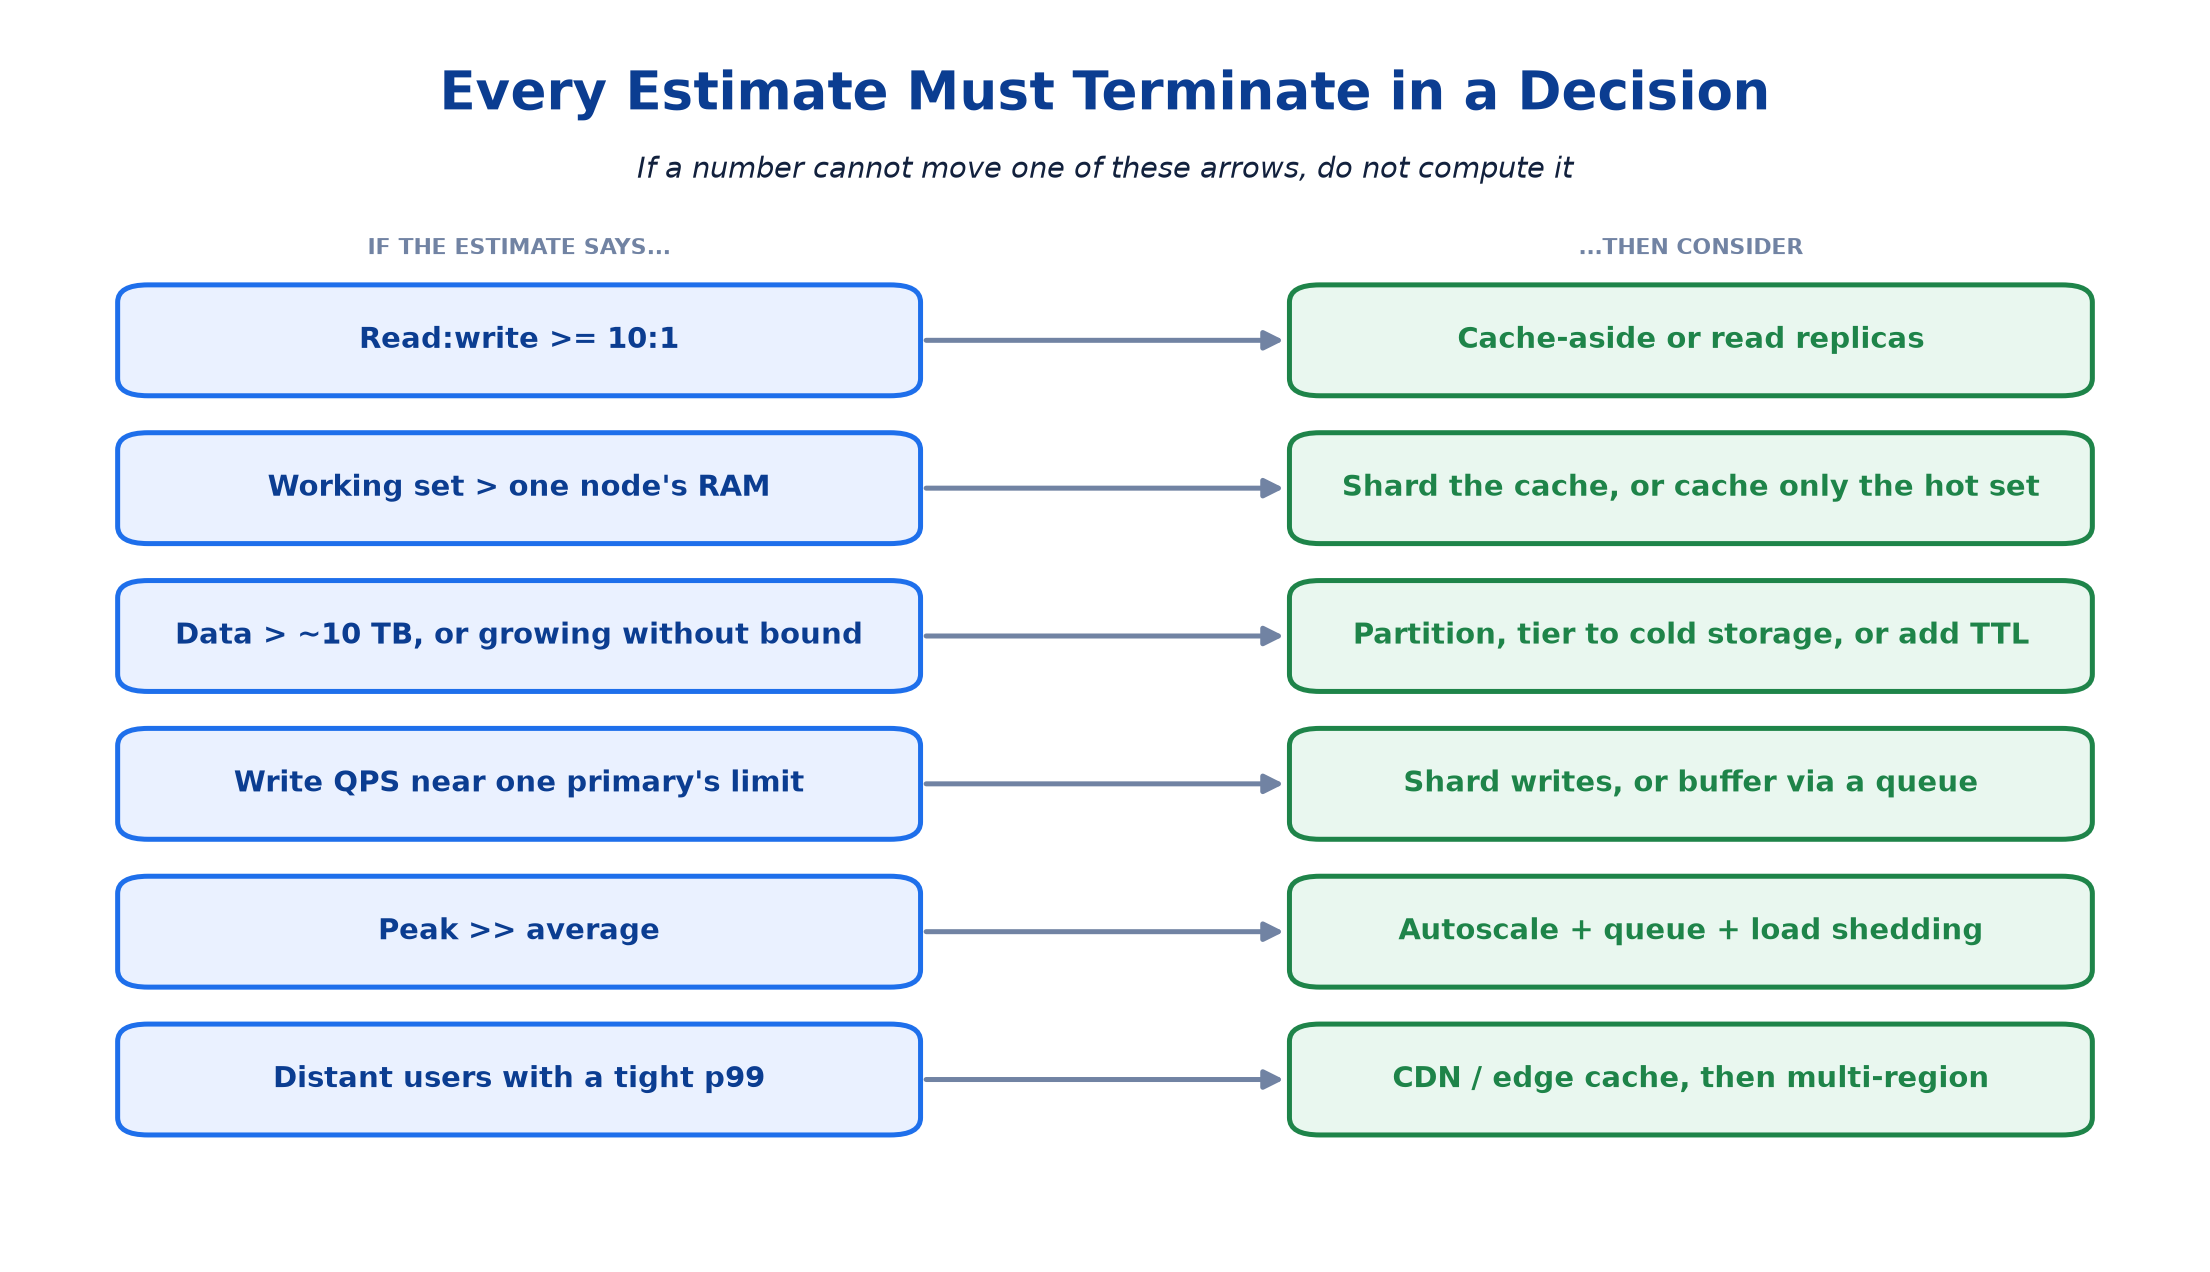 Every Estimate Must Terminate in a Decision
If a number cannot move one of these arrows, do not compute it
IF THE ESTIMATE SAYS...
...THEN CONSIDER
Read:write >= 10:1
Cache-aside or read replicas
Working set > one node's RAM
Shard the cache, or cache only the hot set
Data > ~10 TB, or growing without bound
Partition, tier to cold storage, or add TTL
Write QPS near one primary's limit
Shard writes, or buffer via a queue
Peak >> average
Autoscale + queue + load shedding
Distant users with a tight p99
CDN / edge cache, then multi-region